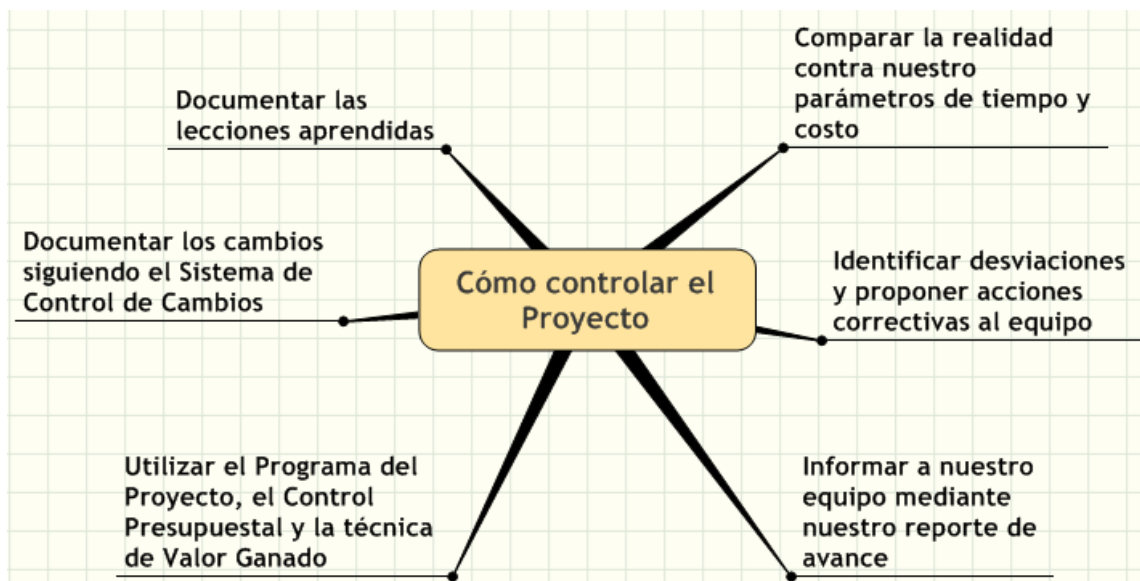 Comparar la realidad
contra nuestro
parámetros de tiempo y
costo
Documentar las
lecciones aprendidas
Documentar los cambios
siguiendo el Sistema de
Control de Cambios
Cómo controlar el
Proyecto
Identificar desviaciones
y proponer acciones
correctivas al equipo
Utilizar el Programa del
Proyecto, el Control
Presupuestal y la técnica
de Valor Ganado
Informar a nuestro
equipo mediante
nuestro reporte de
avance